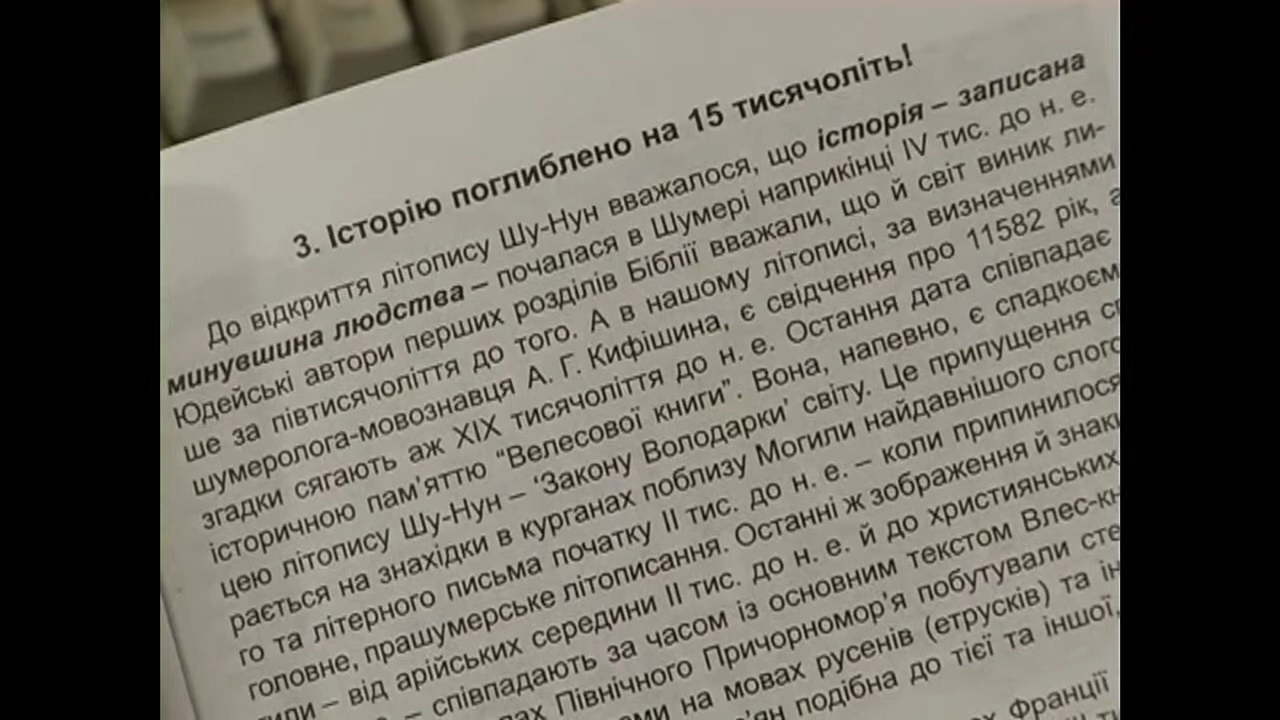 3. Історію поглиблено на 15 тисячоліть!
До відкриття літопису Шу-Нун вважалося, що історія – записана
минувшина людства – почалася в Шумері наприкінці IV тис. до н. е.
Юдейські автори перших розділів Біблії вважали, що й світ виник ли-
ше за півтисячоліття до того. А в нашому літописі, за визначеннями
шумеролога-мовознавця А. Г. Кифішина, є свідчення про 11582 рік, а
згадки сягають аж XIX тисячоліття до н. е. Остання дата співпадає
історичною пам’яттю “Велесової книги”. Вона, напевно, є спадкоєм
цею літопису Шу-Нун – ‘Закону Володарки’ світу. Це припущення
рається на знахідки в курганах поблизу Могили найдавнішого
го та літерного письма початку II тис. до н. е. – коли припинилося
головне, прашумерське літописання. Останні ж зображення й знаки
– від арійських середини II тис. до н. е. й до християнських
– співпадають за часом із основним текстом Влес-кн
Північного Причорномор’я побутували
на мовах русенів (етрусків) та
подібна до тієї та іншої,
Франції